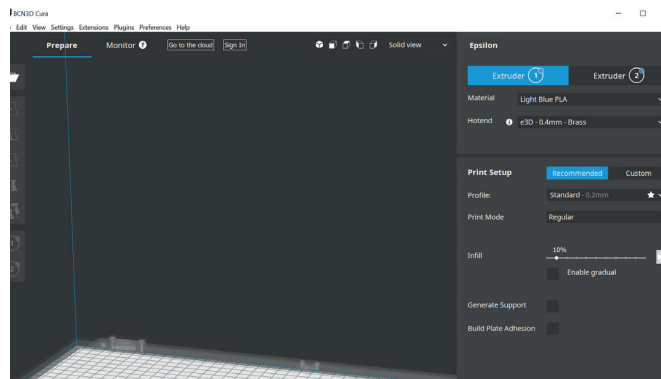 BCN3D Cura
Edit View Settings Extensions Plugins Preferences Help
Prepare Monitor ? Go to the cloud Sign In Solid view Epsilon
Extruder 1 Extruder 2
Material Light Blue PLA
Hotend e3D - 0.4mm - Brass
Print Setup Recommended Custom
Profile: Standard - 0.2mm
Print Mode Regular
10%
Infill
Enable gradual
Generate Support
Build Plate Adhesion